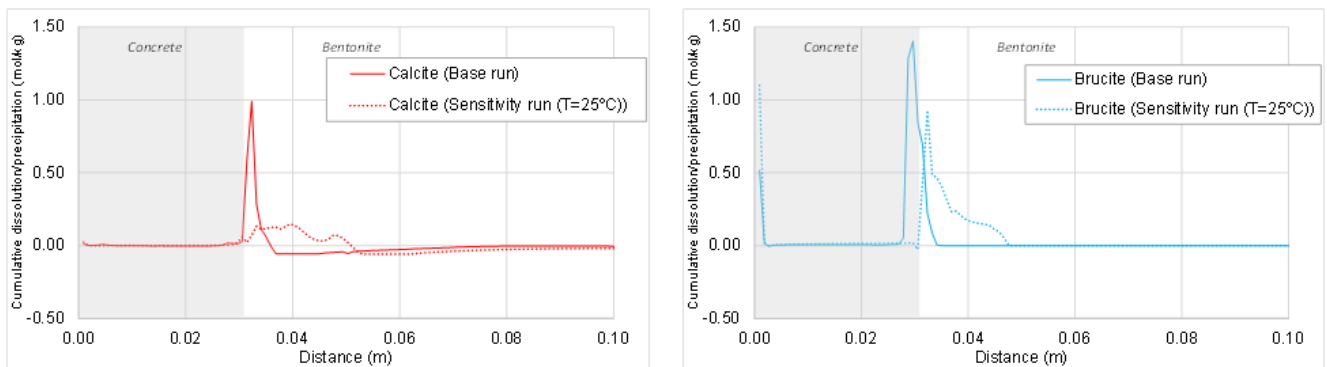 Cumulative dissolution/precipitation (mol/kg)
1.50
1.00
0.50
0.00
-0.50
Concrete
Bentonite
Calcite (Base run)
Calcite (Sensitivity run (T=25ºC))
0.00 0.02 0.04 0.06 0.08 0.10
Distance (m)
Cumulative dissolution/precipitation (mol/kg)
1.50
1.00
0.50
0.00
-0.50
Concrete
Bentonite
Brucite (Base run)
Brucite (Sensitivity run (T=25ºC))
0.00 0.02 0.04 0.06 0.08 0.10
Distance (m)